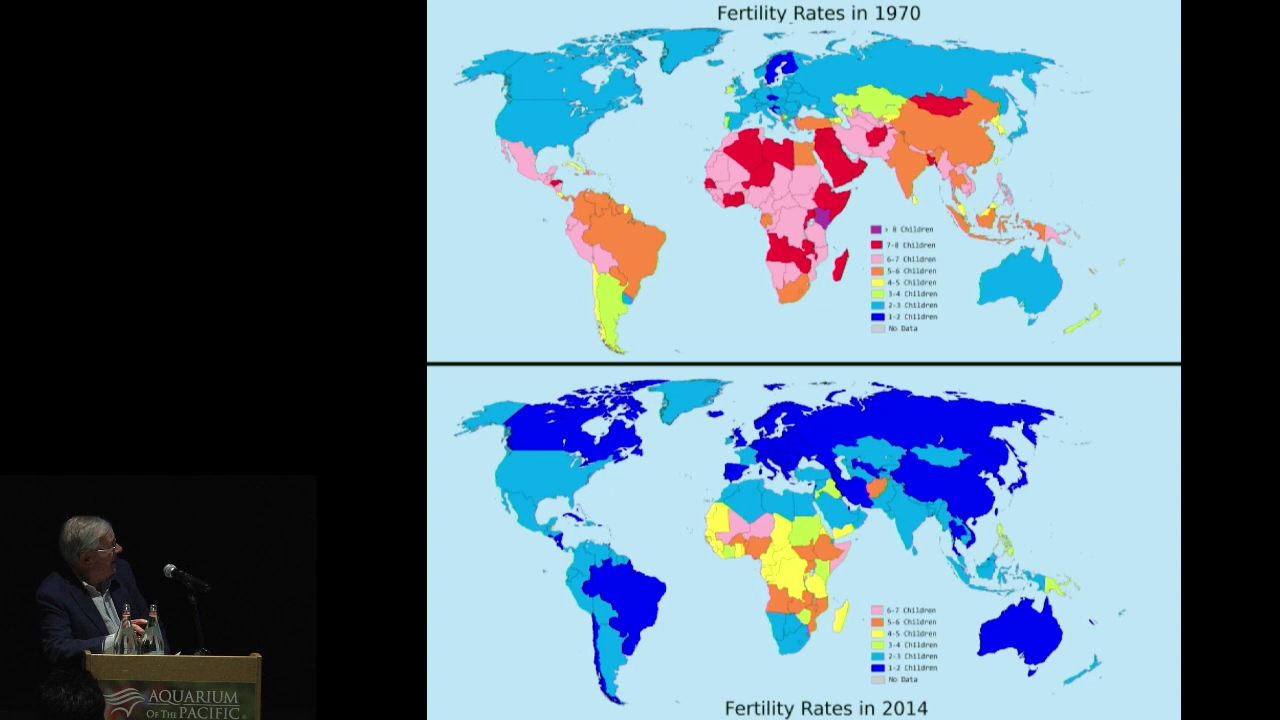 Fertility Rates in 1970
> 8 Children
7-8 Children
6-7 Children
5-6 Children
4-5 Children
3-4 Children
2-3 Children
1-2 Children
No Data
6-7 Children
5-6 Children
4-5 Children
3-4 Children
2-3 Children
1-2 Children
No Data
Fertility Rates in 2014
AQUARIUM
OF THE PACIFIC